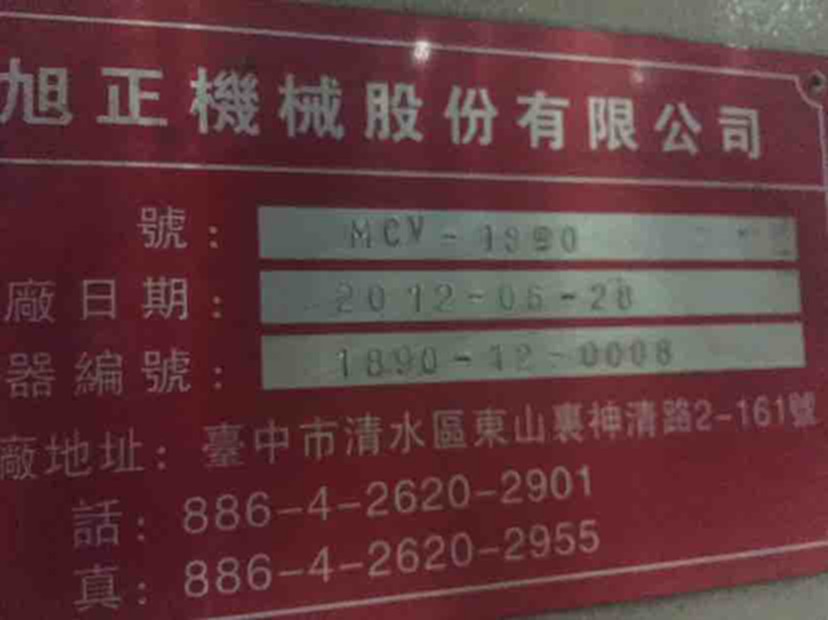 旭正機械股份有限公司
號： MCV-1890
廠日期： 2012-06-28
器編號： 1890-12-0008
廠地址：臺中市清水區東山裏神清路2-161號
話：886-4-2620-2901
真：886-4-2620-2955